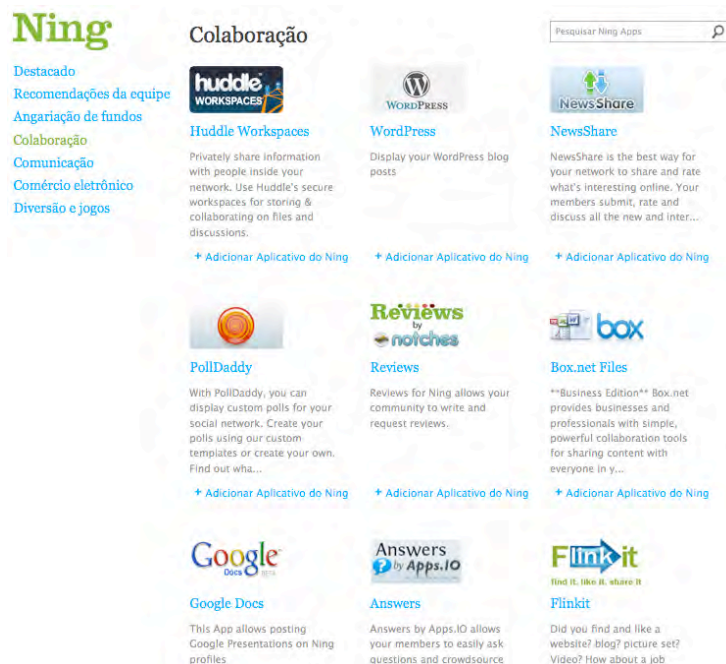 Ning
Destacado
Recomendações da equipe
Angariação de fundos
Colaboração
Comunicação
Comércio eletrônico
Diversão e jogos
Colaboração
Pesquisar Ning Apps
huddle
WORKSPACES
Huddle Workspaces
Privately share information
with people inside your
network. Use Huddle's secure
workspaces for storing &
collaborating on files and
discussions.
+ Adicionar Aplicativo do Ning
WORDPRESS
WordPress
Display your WordPress blog
posts
+ Adicionar Aplicativo do Ning
NewsShare
NewsShare
NewsShare is the best way for
your network to share and rate
what's interesting online. Your
members submit, rate and
discuss all the new and inter...
+ Adicionar Aplicativo do Ning
PollDaddy
With PollDaddy, you can
display custom polls for your
social network. Create your
polls using our custom
templates or create your own.
Find out wha...
+ Adicionar Aplicativo do Ning
Reviews
by
notches
Reviews
Reviews for Ning allows your
community to write and
request reviews.
+ Adicionar Aplicativo do Ning
box
Box.net Files
**Business Edition** Box.net
provides businesses and
professionals with simple,
powerful collaboration tools
for sharing content with
everyone in y...
+ Adicionar Aplicativo do Ning
Google
Docs
Google Docs
This App allows posting
Google Presentations on Ning
profiles
Answers
by Apps.IO
Answers
Answers by Apps.IO allows
your members to easily ask
questions and crowdsource
Flinkit
find it. like it. share it
Flinkit
Did you find and like a
website? blog? picture set?
Video? How about a job